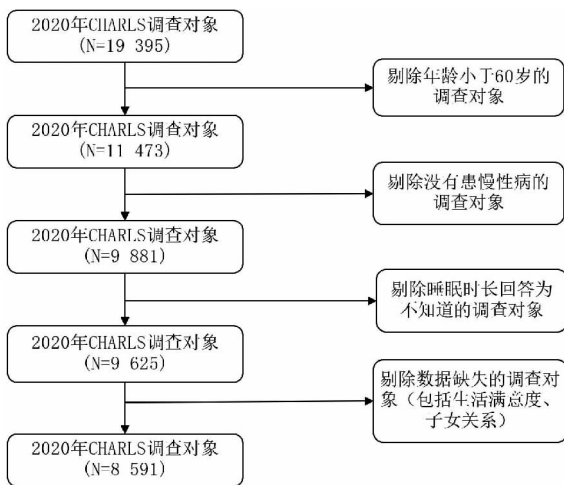 2020年CHARLS调查对象
(N=19 395)
剔除年龄小于60岁的
调查对象
2020年CHARLS调查对象
(N=11 473)
剔除没有患慢性病的
调查对象
2020年CHARLS调查对象
(N=9 881)
剔除睡眠时长回答为
不知道的调查对象
2020年CHARLS调查对象
(N=9 625)
剔除数据缺失的调查对
象（包括生活满意度、
子女关系）
2020年CHARLS调查对象
(N=8 591)